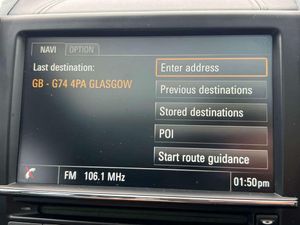 NAVI OPTION
Last destination:
GB - G74 4PA GLASGOW
Enter address
Previous destinations
Stored destinations
POI
Start route guidance
FM 106.1 MHz
01:50pm